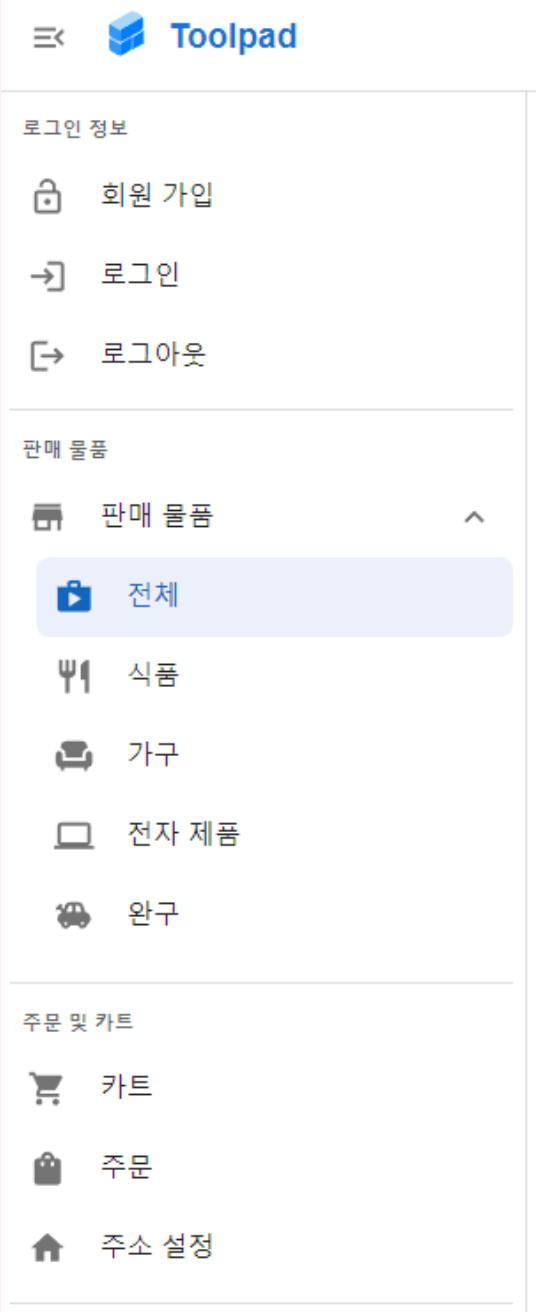 Toolpad
로그인 정보
회원 가입
로그인
로그아웃
판매 물품
판매 물품
전체
식품
가구
전자 제품
완구
주문 및 카트
카트
주문
주소 설정